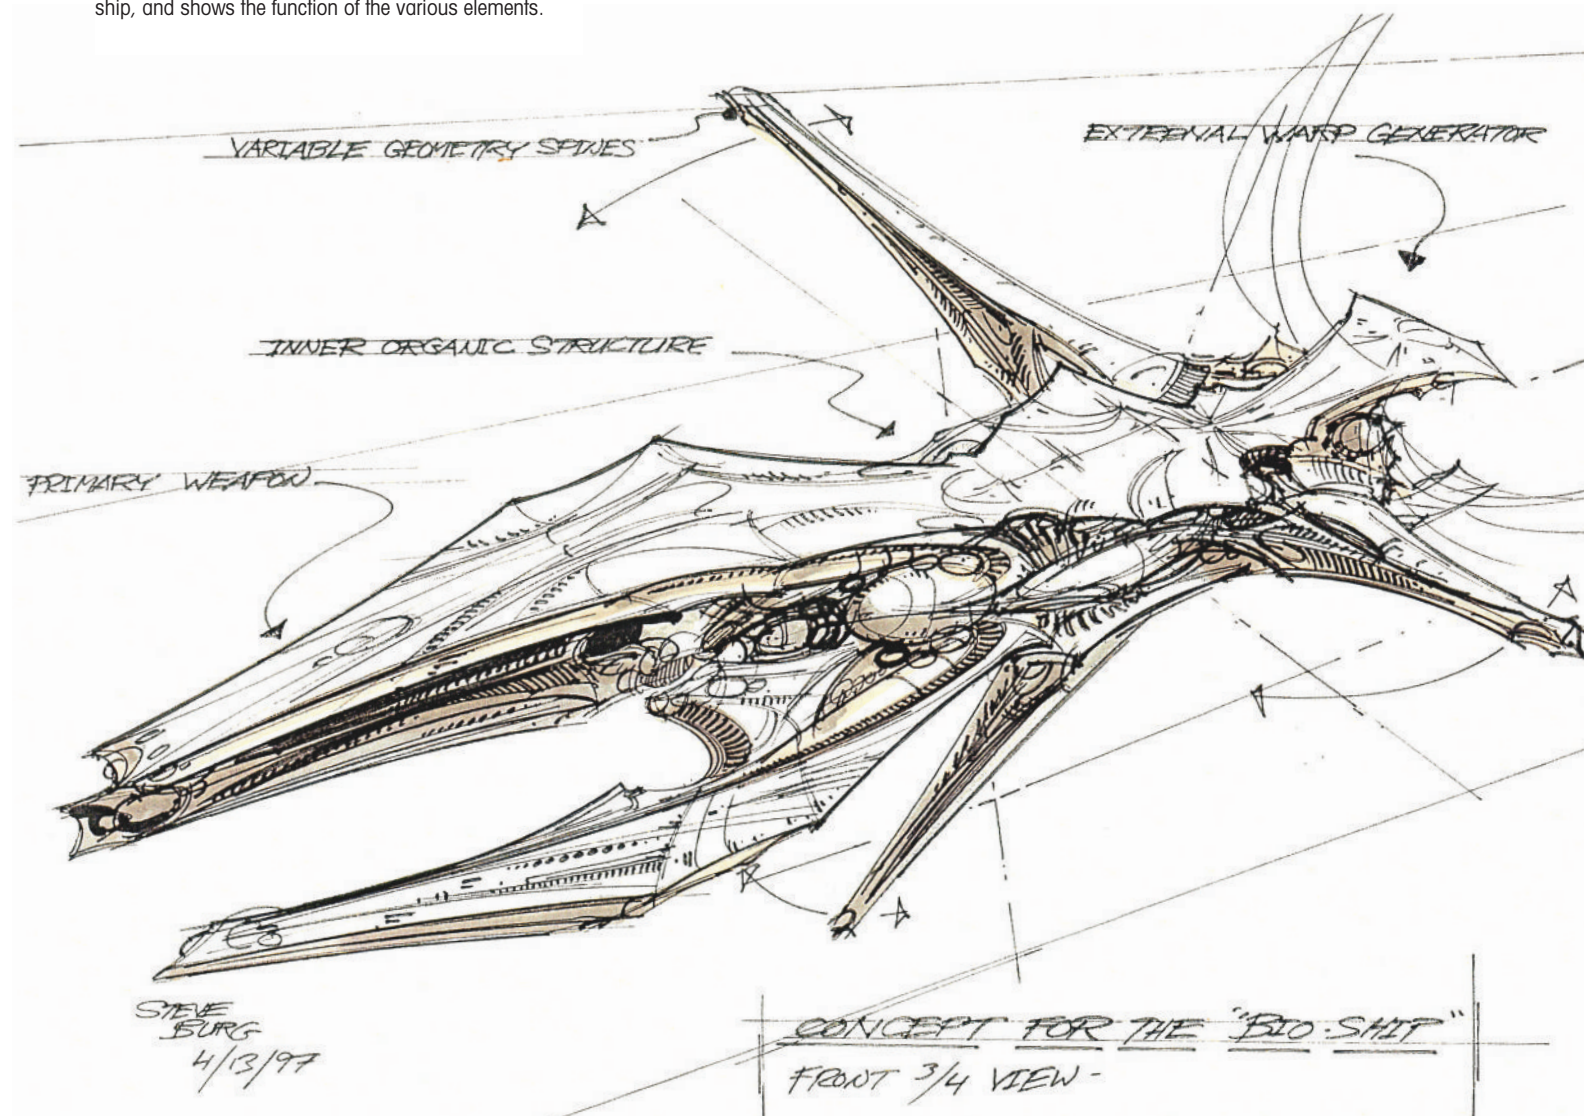 ship, and shows the function of the various elements.
VARIABLE GEOMETRY SPINES
EXTERNAL WARP GENERATOR
INNER ORGANIC STRUCTURE
PRIMARY WEAPON
STEVE
BURG
4/13/97
CONCEPT FOR THE "BIO-SHIP"
FRONT 3/4 VIEW-